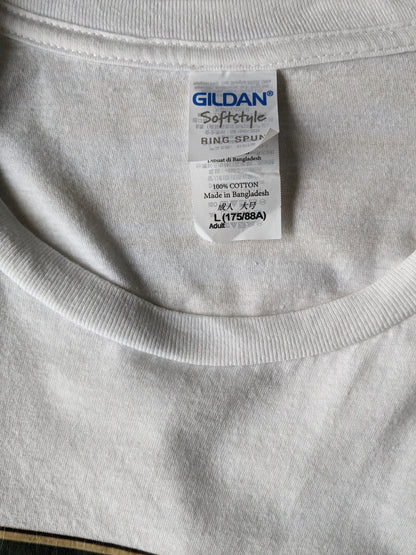 GILDAN®
Softstyle
RING SPUN
Dibuat di Bangladesh
100% COTTON
Made in Bangladesh
成人 大号
L (175/88A)
Adult